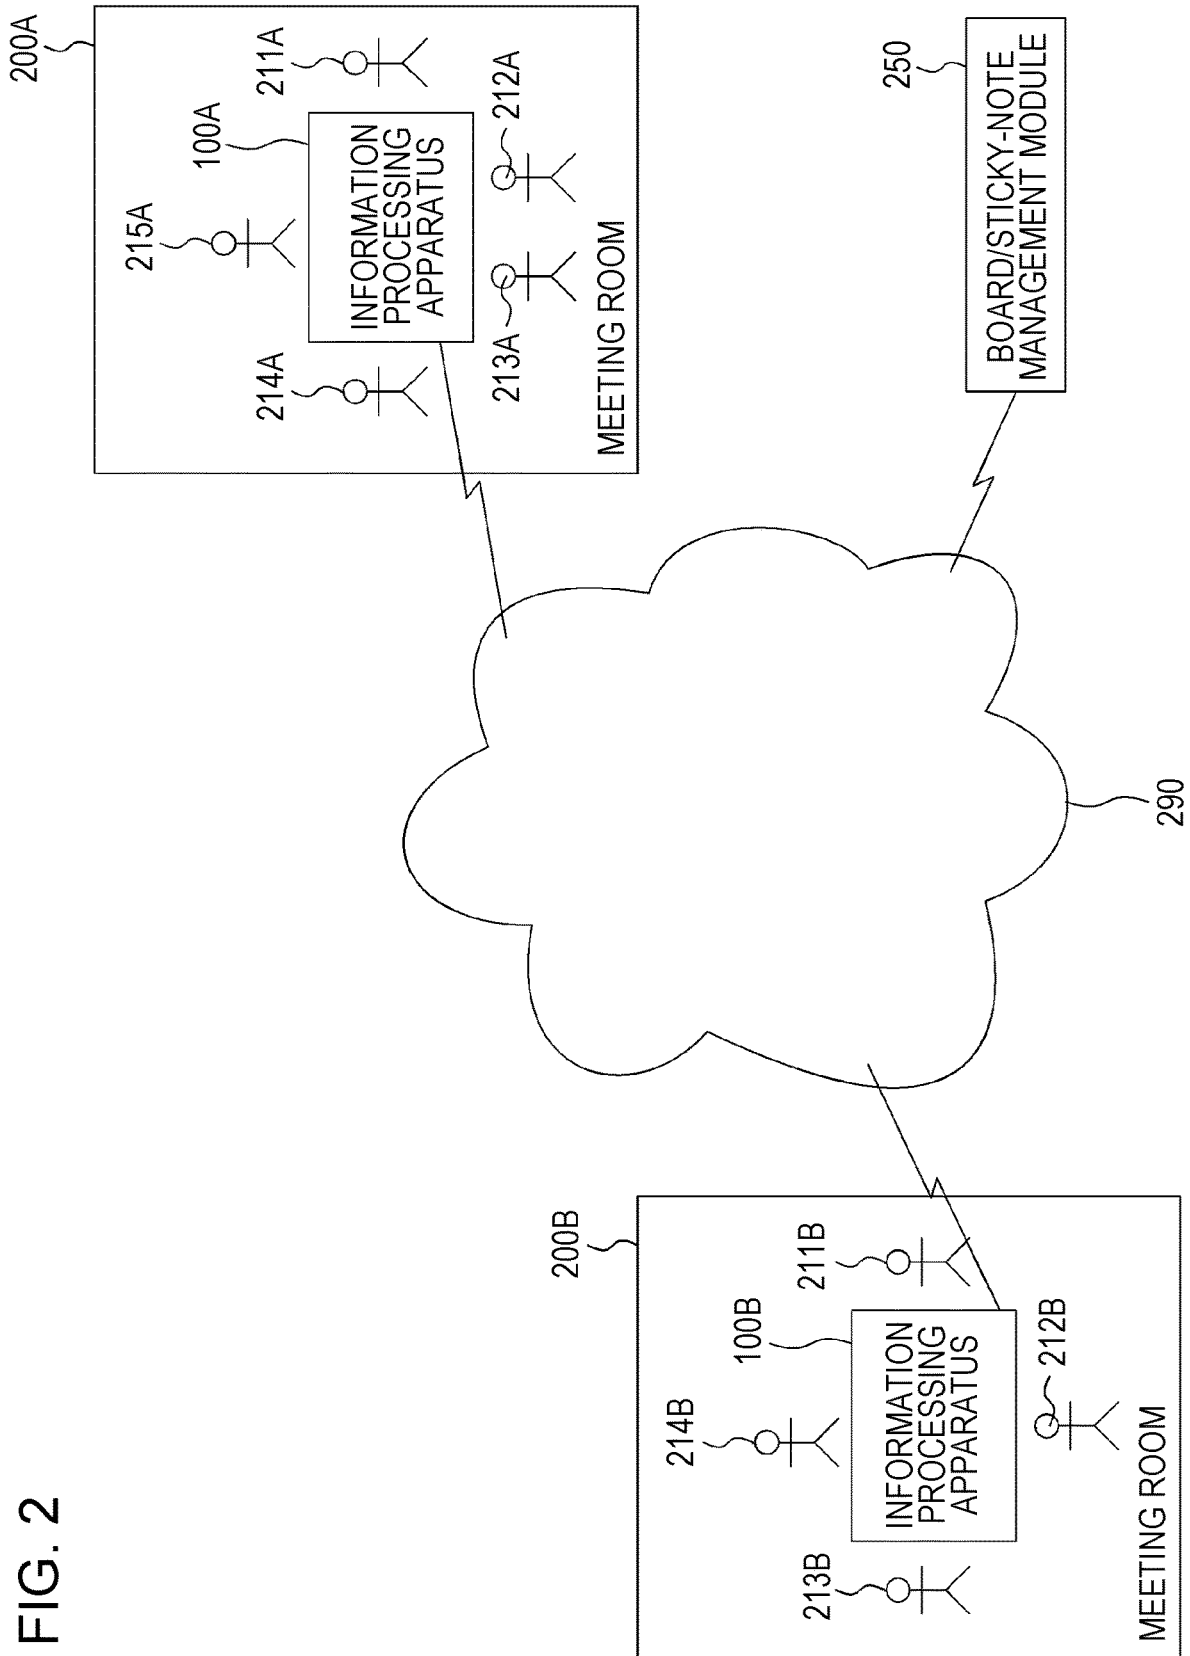 FIG. 2
200B
214B
100B
211B
213B
INFORMATION
PROCESSING
APPARATUS
212B
MEETING ROOM
290
200A
215A
100A
214A
211A
INFORMATION
PROCESSING
APPARATUS
213A
212A
MEETING ROOM
250
BOARD/STICKY-NOTE
MANAGEMENT MODULE